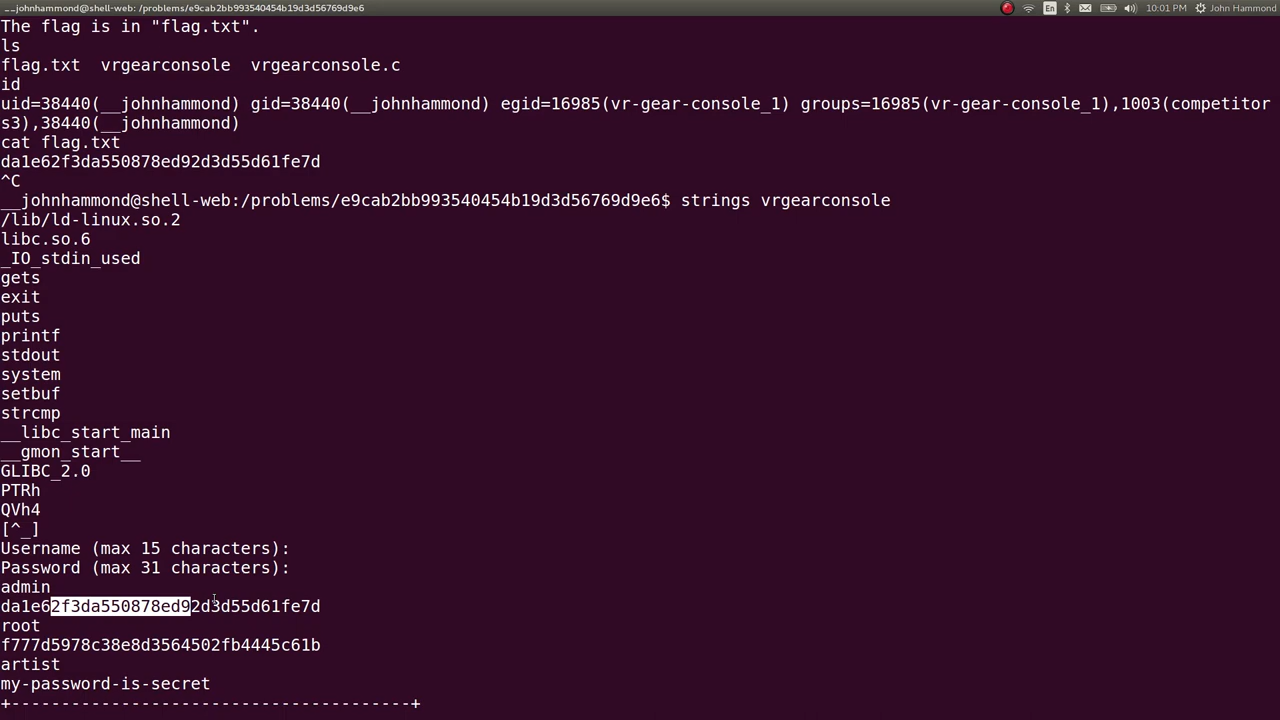 __johnhammond@shell-web: /problems/e9cab2bb993540454b19d3d56769d9e6 En 10:01 PM John Hammond
The flag is in "flag.txt".
ls
flag.txt  vrgearconsole  vrgearconsole.c
id
uid=38440(__johnhammond) gid=38440(__johnhammond) egid=16985(vr-gear-console_1) groups=16985(vr-gear-console_1),1003(competitor
s3),38440(__johnhammond)
cat flag.txt
da1e62f3da550878ed92d3d55d61fe7d
^C
__johnhammond@shell-web:/problems/e9cab2bb993540454b19d3d56769d9e6$ strings vrgearconsole
/lib/ld-linux.so.2
libc.so.6
_IO_stdin_used
gets
exit
puts
printf
stdout
system
setbuf
strcmp
__libc_start_main
__gmon_start__
GLIBC_2.0
PTRh
QVh4
[^_]
Username (max 15 characters):
Password (max 31 characters):
admin
da1e62f3da550878ed92d3d55d61fe7d
root
f777d5978c38e8d3564502fb4445c61b
artist
my-password-is-secret
+----------------------------------------+